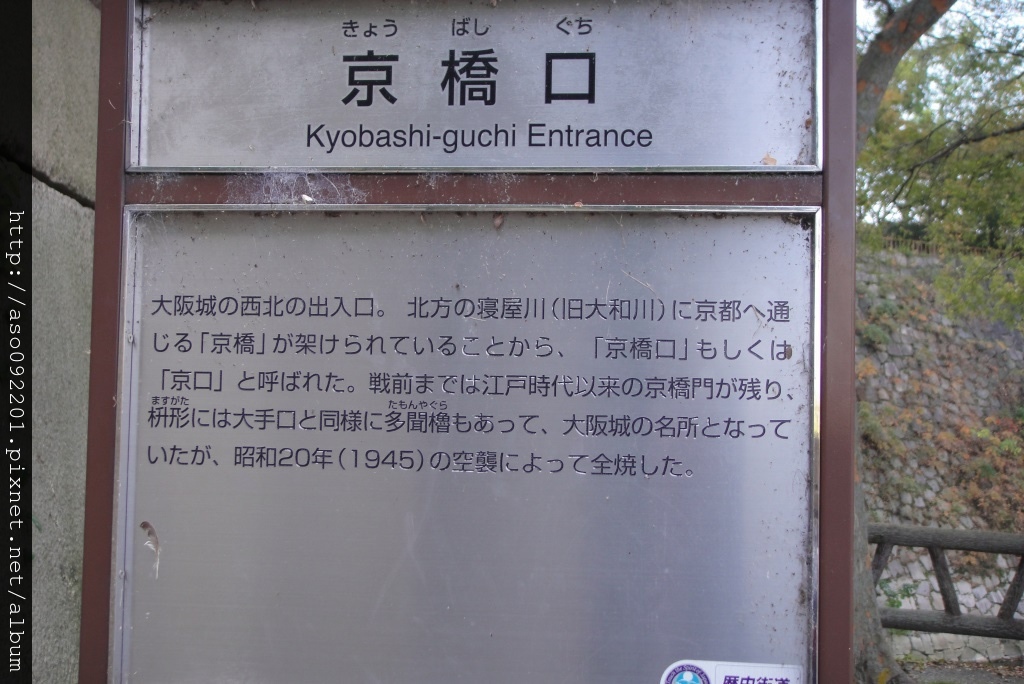 きょう ばし ぐち
京橋口
Kyobashi-guchi Entrance
大阪城の西北の出入口。 北方の寝屋川(旧大和川)に京都へ通
じる「京橋」が架けられていることから、「京橋口」もしくは
「京口」と呼ばれた。戦前までは江戸時代以来の京橋門が残り、
ますがた たもんやぐら
枡形には大手口と同様に多聞櫓もあって、大阪城の名所となって
いたが、昭和20年(1945)の空襲によって全焼した。
歴史街道
http://aso092201.pixnet.net/album